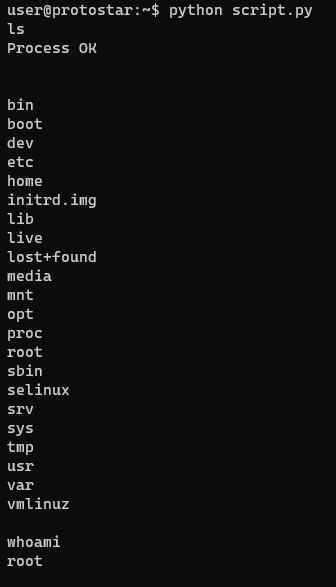 user@protostar:~$ python script.py
ls
Process OK
bin
boot
dev
etc
home
initrd.img
lib
live
lost+found
media
mnt
opt
proc
root
sbin
selinux
srv
sys
tmp
usr
var
vmlinuz
whoami
root